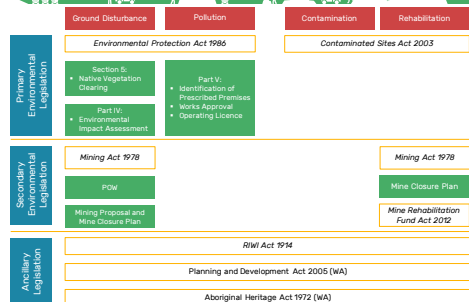 Ground Disturbance
Pollution
Contamination
Rehabilitation
Primary
Environmental
Legislation
Environmental Protection Act 1986
Contaminated Sites Act 2003
Section 5:
• Native Vegetation
Clearing
Part IV:
• Environmental
Impact Assessment
Part V:
• Identification of
Prescribed Premises
• Works Approval
• Operating Licence
Secondary
Environmental
Legislation
Mining Act 1978
Mining Act 1978
POW
Mine Closure Plan
Mining Proposal and
Mine Closure Plan
Mine Rehabilitation
Fund Act 2012
Ancillary
Legislation
RIWI Act 1914
Planning and Development Act 2005 (WA)
Aboriginal Heritage Act 1972 (WA)